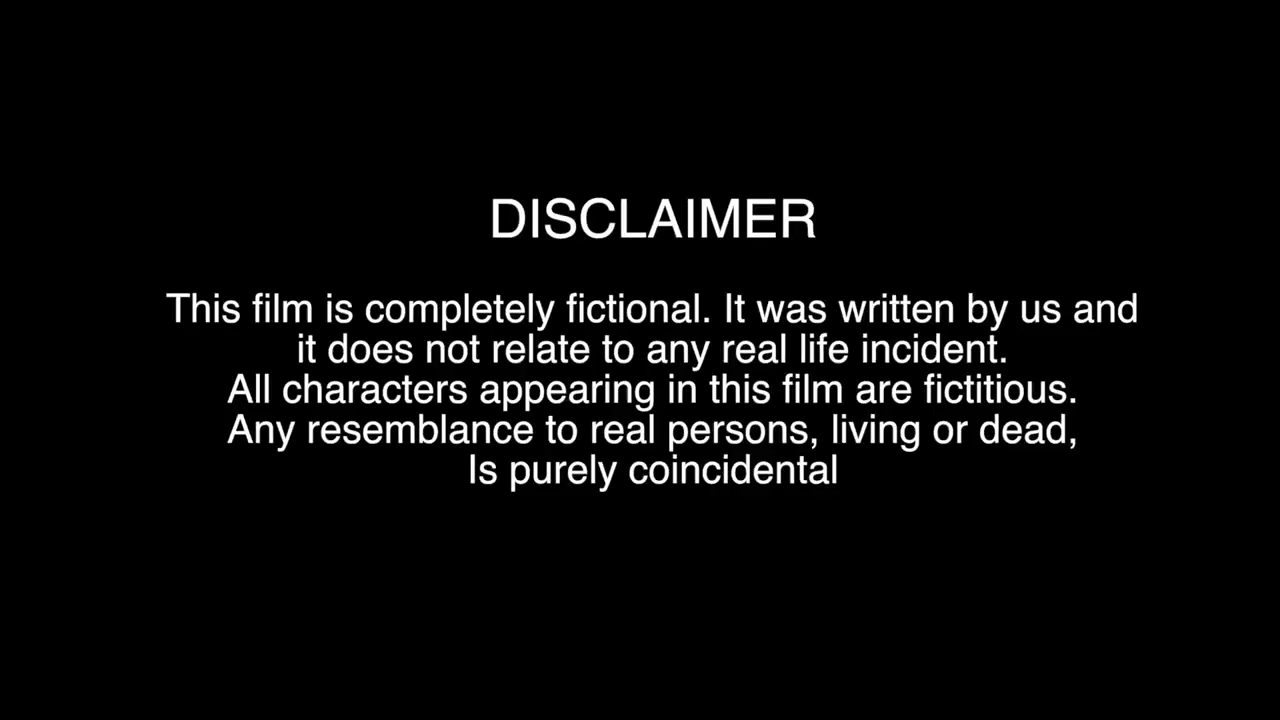 DISCLAIMER
This film is completely fictional. It was written by us and
it does not relate to any real life incident.
All characters appearing in this film are fictitious.
Any resemblance to real persons, living or dead,
Is purely coincidental